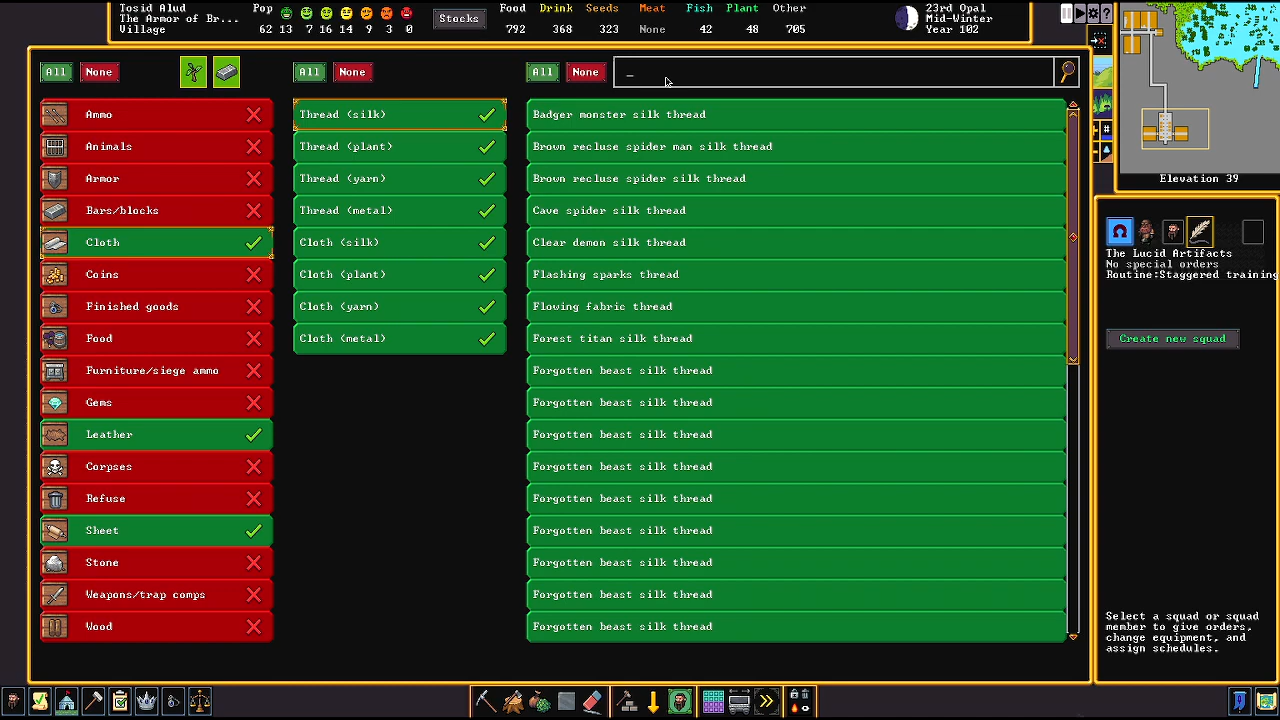 Tosid Alud
The Armor of Br...
Village
Pop
62 13 7 16 14 9 3 0
Stocks
Food Drink Seeds Meat Fish Plant Other
792 368 323 None 42 48 705
23rd Opal
Mid-Winter
Year 102
All None
All None
All None
_
Ammo
Animals
Armor
Bars/blocks
Cloth
Coins
Finished goods
Food
Furniture/siege ammo
Gems
Leather
Corpses
Refuse
Sheet
Stone
Weapons/trap comps
Wood
Thread (silk)
Thread (plant)
Thread (yarn)
Thread (metal)
Cloth (silk)
Cloth (plant)
Cloth (yarn)
Cloth (metal)
Badger monster silk thread
Brown recluse spider man silk thread
Brown recluse spider silk thread
Cave spider silk thread
Clear demon silk thread
Flashing sparks thread
Flowing fabric thread
Forest titan silk thread
Forgotten beast silk thread
Forgotten beast silk thread
Forgotten beast silk thread
Forgotten beast silk thread
Forgotten beast silk thread
Forgotten beast silk thread
Forgotten beast silk thread
Forgotten beast silk thread
Forgotten beast silk thread
Elevation 39
The Lucid Artifacts
No special orders
Routine:Staggered training
Create new squad
Select a squad or squad
member to give orders,
change equipment, and
assign schedules.